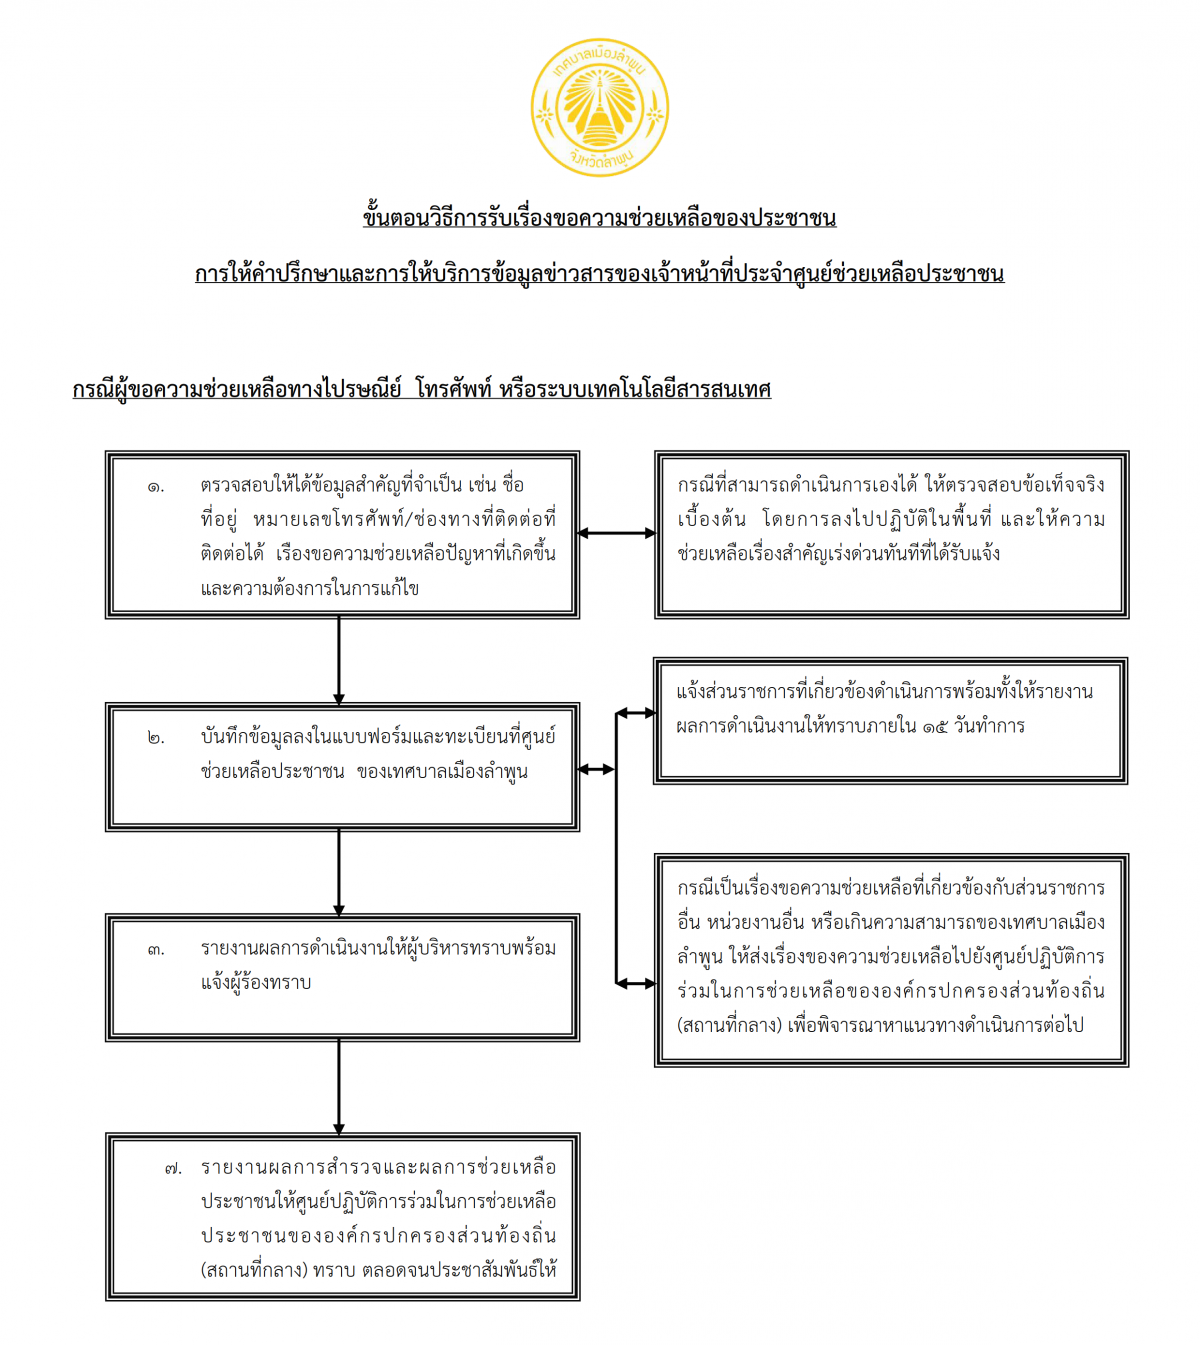 เทศบาลเมืองลำพูน
จังหวัดลำพูน
ขั้นตอนวิธีการรับเรื่องขอความช่วยเหลือของประชาชน
การให้คำปรึกษาและการให้บริการข้อมูลข่าวสารของเจ้าหน้าที่ประจำศูนย์ช่วยเหลือประชาชน
กรณีผู้ขอความช่วยเหลือทางไปรษณีย์ โทรศัพท์ หรือระบบเทคโนโลยีสารสนเทศ
๑. ตรวจสอบให้ได้ข้อมูลสำคัญที่จำเป็น เช่น ชื่อ
ที่อยู่ หมายเลขโทรศัพท์/ช่องทางที่ติดต่อที่
ติดต่อได้ เรืองขอความช่วยเหลือปัญหาที่เกิดขึ้น
และความต้องการในการแก้ไข
กรณีที่สามารถดำเนินการเองได้ ให้ตรวจสอบข้อเท็จจริง
เบื้องต้น โดยการลงไปปฏิบัติในพื้นที่ และให้ความ
ช่วยเหลือเรื่องสำคัญเร่งด่วนทันทีที่ได้รับแจ้ง
๒. บันทึกข้อมูลลงในแบบฟอร์มและทะเบียนที่ศูนย์
ช่วยเหลือประชาชน ของเทศบาลเมืองลำพูน
แจ้งส่วนราชการที่เกี่ยวข้องดำเนินการพร้อมทั้งให้รายงาน
ผลการดำเนินงานให้ทราบภายใน ๑๕ วันทำการ
กรณีเป็นเรื่องขอความช่วยเหลือที่เกี่ยวข้องกับส่วนราชการ
อื่น หน่วยงานอื่น หรือเกินความสามารถของเทศบาลเมือง
ลำพูน ให้ส่งเรื่องของความช่วยเหลือไปยังศูนย์ปฏิบัติการ
ร่วมในการช่วยเหลือขององค์กรปกครองส่วนท้องถิ่น
(สถานที่กลาง) เพื่อพิจารณาหาแนวทางดำเนินการต่อไป
๓. รายงานผลการดำเนินงานให้ผู้บริหารทราบพร้อม
แจ้งผู้ร้องทราบ
๗. รายงานผลการสำรวจและผลการช่วยเหลือ
ประชาชนให้ศูนย์ปฏิบัติการร่วมในการช่วยเหลือ
ประชาชนขององค์กรปกครองส่วนท้องถิ่น
(สถานที่กลาง) ทราบ ตลอดจนประชาสัมพันธ์ให้